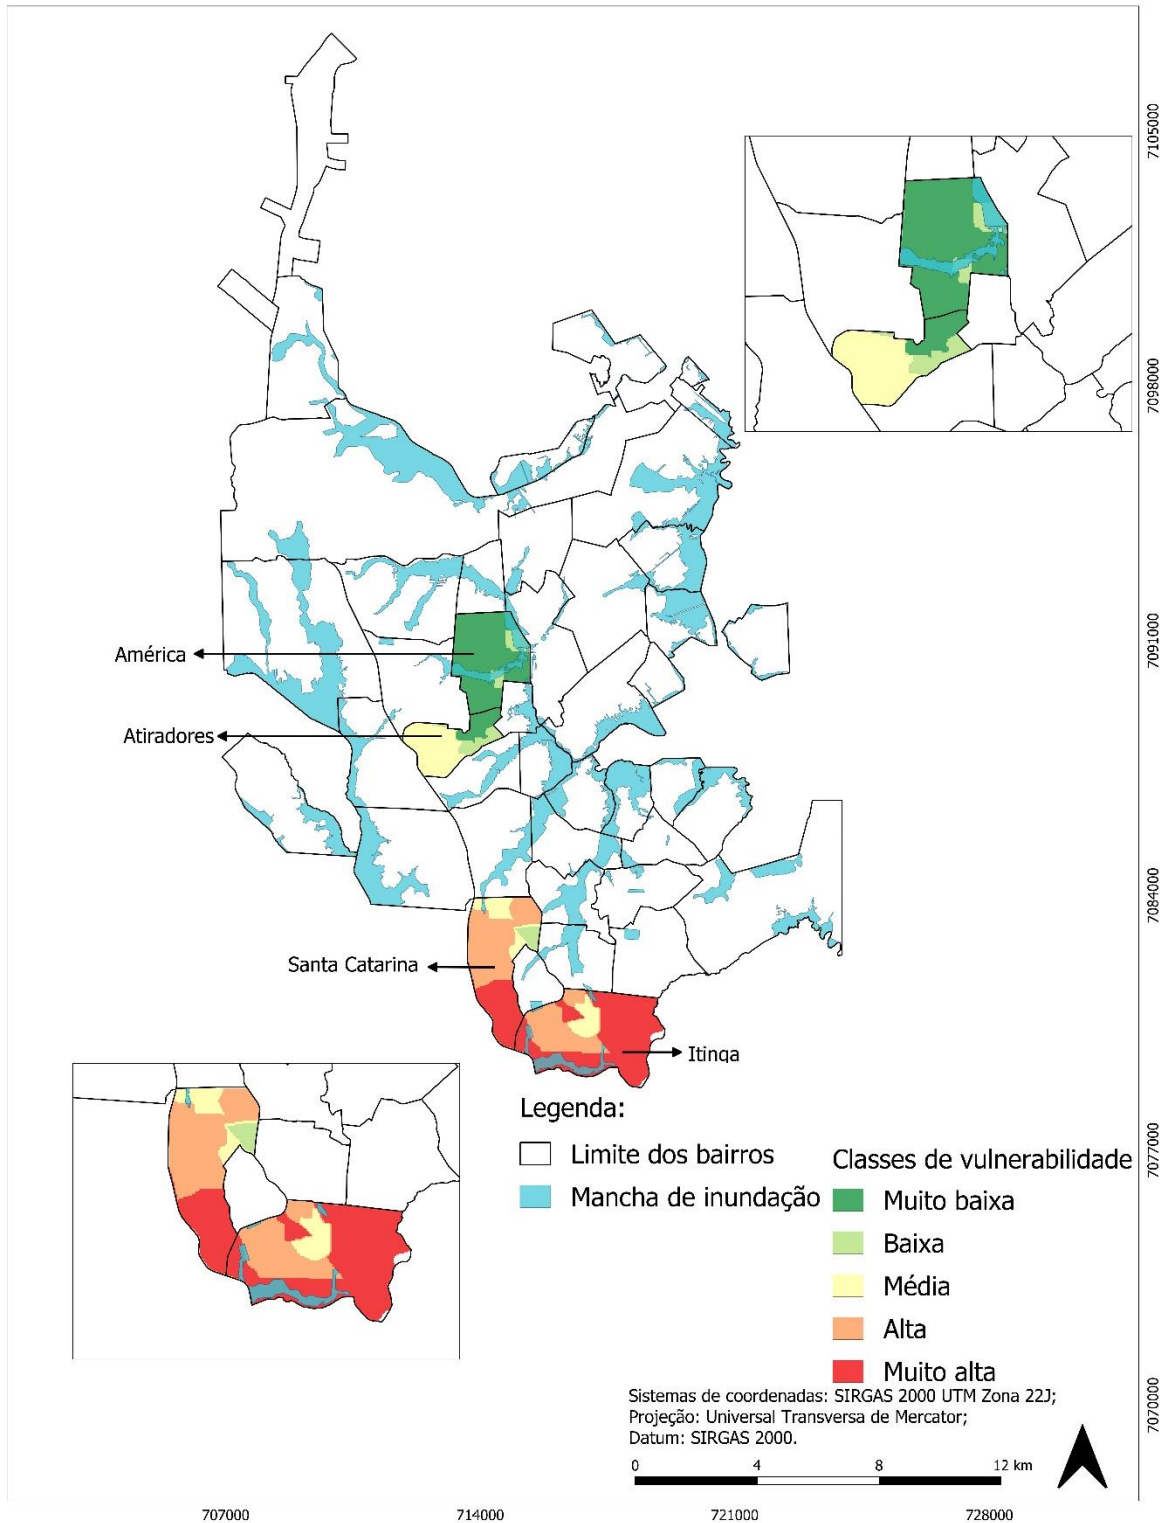 7105000
7098000
7091000
7084000
7077000
7070000
América
Atiradores
Santa Catarina
Itinga
Legenda:
Limite dos bairros
Mancha de inundação
Classes de vulnerabilidade
Muito baixa
Baixa
Média
Alta
Muito alta
Sistemas de coordenadas: SIRGAS 2000 UTM Zona 22J;
Projeção: Universal Transversa de Mercator;
Datum: SIRGAS 2000.
0 4 8 12 km
707000 714000 721000 728000